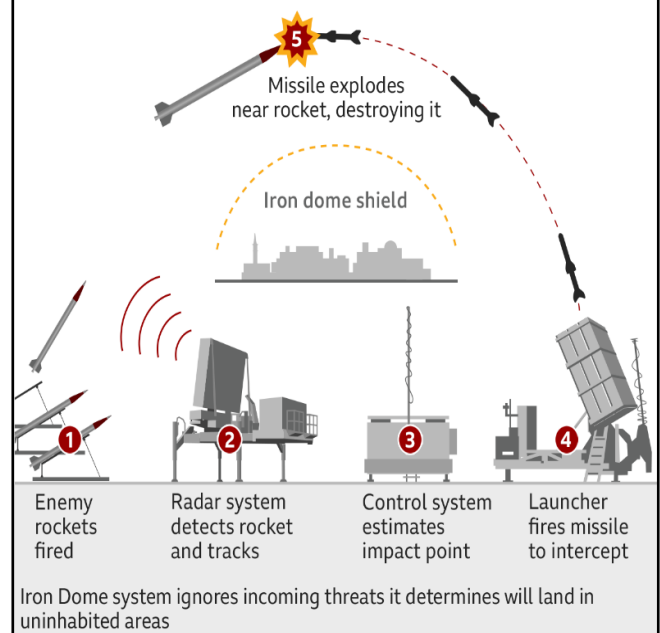 5
Missile explodes
near rocket, destroying it
Iron dome shield
1
2
3
4
Enemy
rockets
fired
Radar system
detects rocket
and tracks
Control system
estimates
impact point
Launcher
fires missile
to intercept
Iron Dome system ignores incoming threats it determines will land in
uninhabited areas